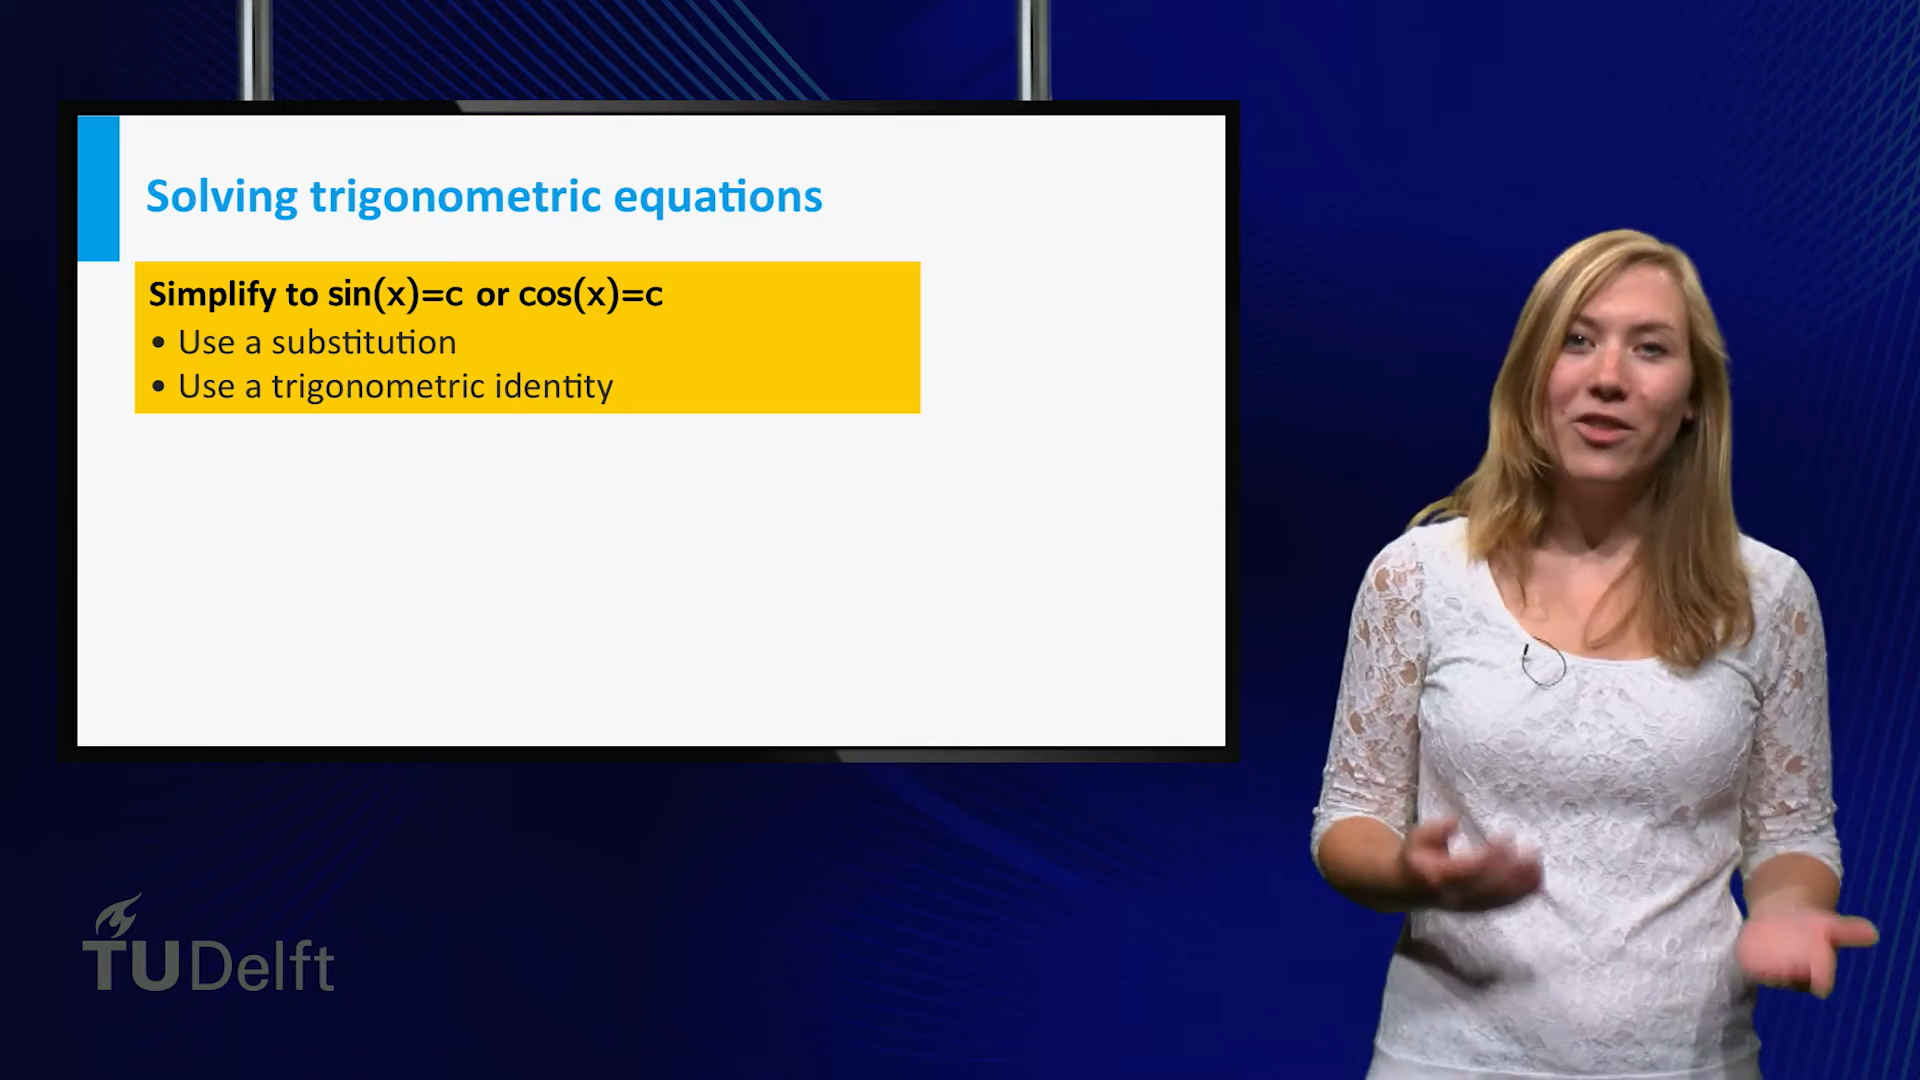 Solving trigonometric equations
Simplify to sin(x)=c or cos(x)=c
• Use a substitution
• Use a trigonometric identity
TUDelft